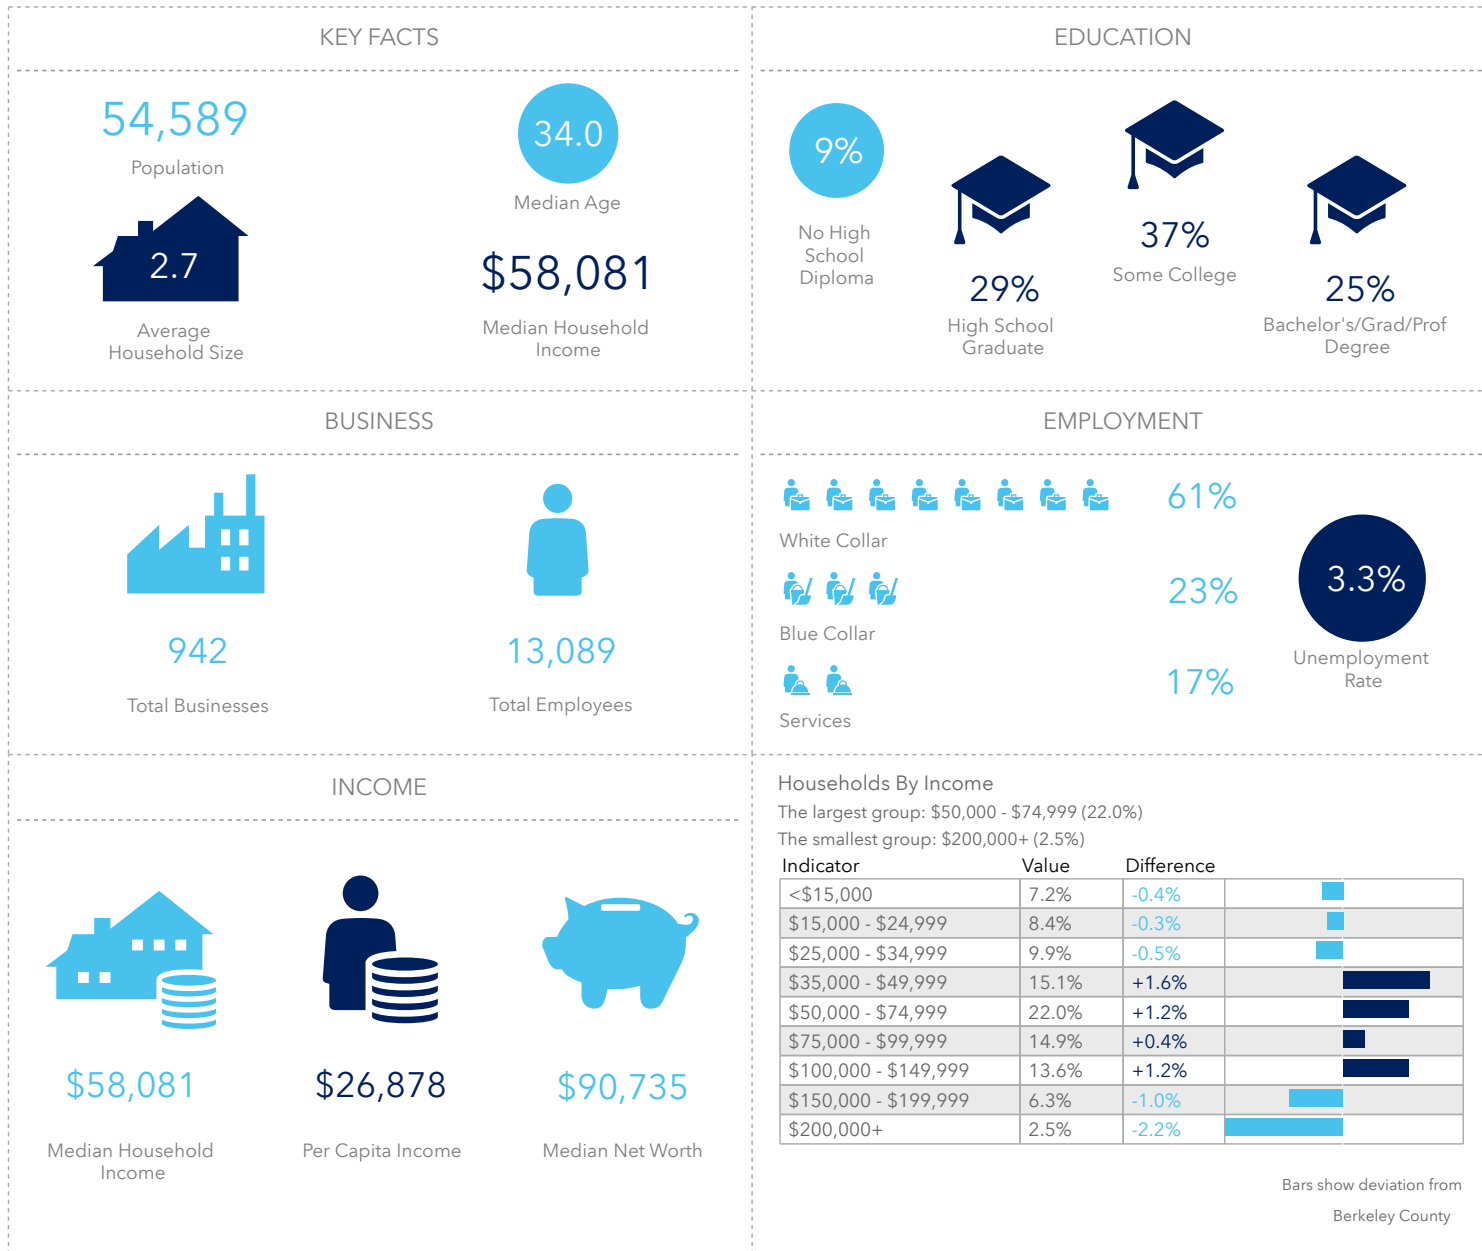 KEY FACTS
54,589
Population
34.0
Median Age
2.7
Average
Household Size
$58,081
Median Household
Income
EDUCATION
9%
No High
School
Diploma
29%
High School
Graduate
37%
Some College
25%
Bachelor's/Grad/Prof
Degree
BUSINESS
942
Total Businesses
13,089
Total Employees
EMPLOYMENT
61%
White Collar
23%
Blue Collar
17%
Services
3.3%
Unemployment
Rate
INCOME
$58,081
Median Household
Income
$26,878
Per Capita Income
$90,735
Median Net Worth
Households By Income
The largest group: $50,000 - $74,999 (22.0%)
The smallest group: $200,000+ (2.5%)
Indicator Value Difference
<$15,000 7.2% -0.4%
$15,000 - $24,999 8.4% -0.3%
$25,000 - $34,999 9.9% -0.5%
$35,000 - $49,999 15.1% +1.6%
$50,000 - $74,999 22.0% +1.2%
$75,000 - $99,999 14.9% +0.4%
$100,000 - $149,999 13.6% +1.2%
$150,000 - $199,999 6.3% -1.0%
$200,000+ 2.5% -2.2%
Bars show deviation from
Berkeley County